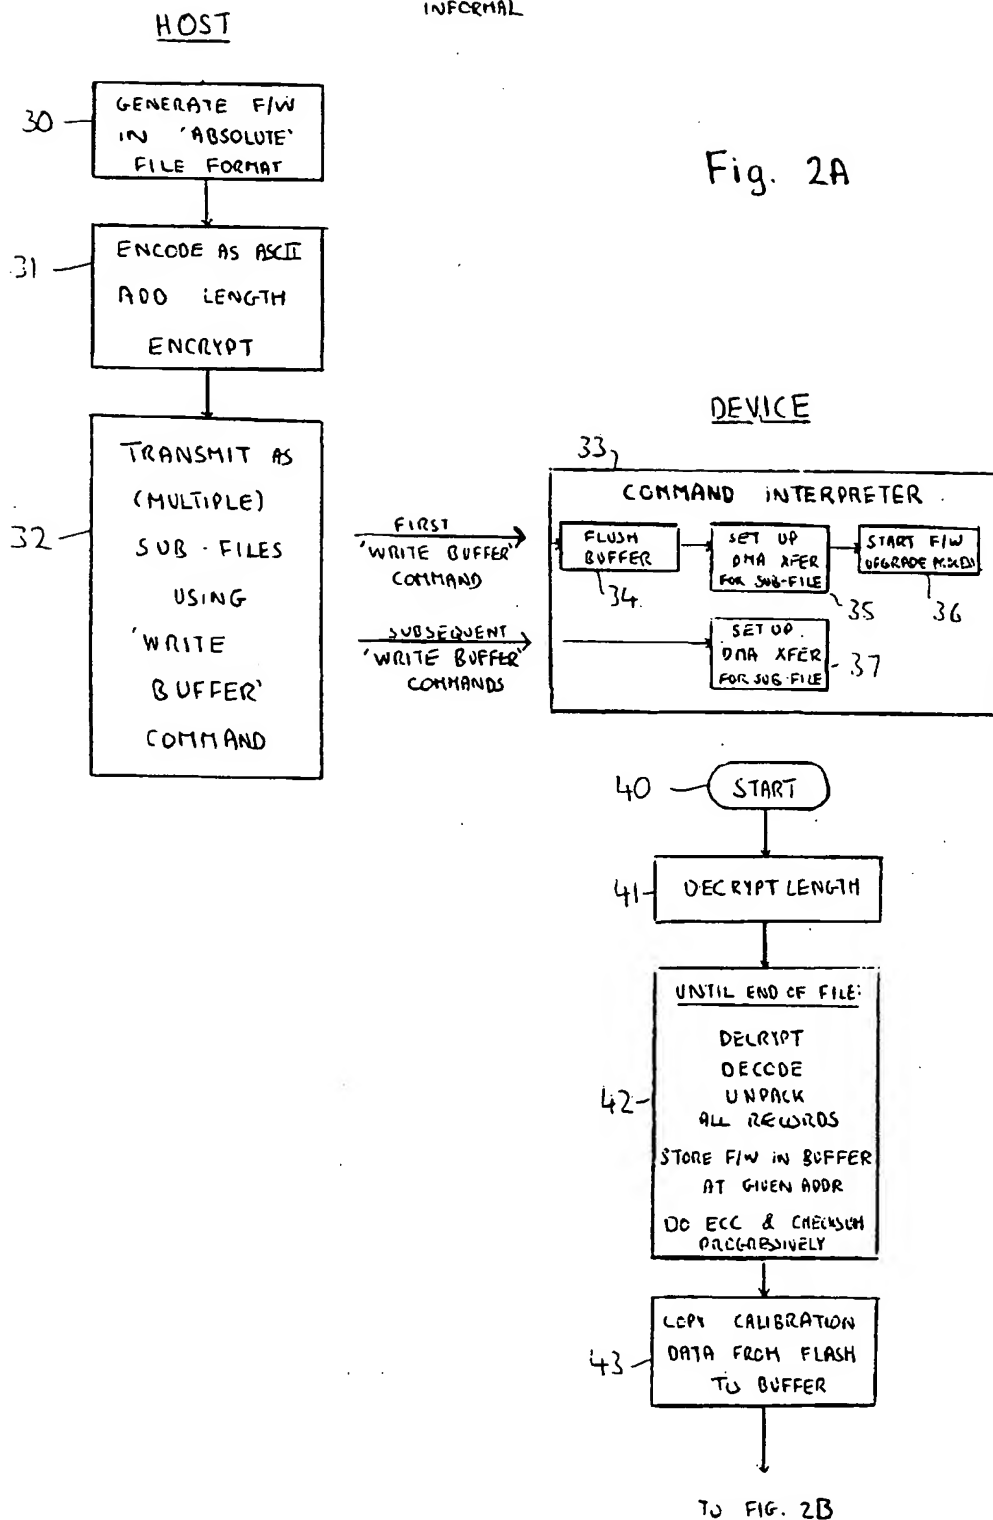 INFORMAL
HOST
30
GENERATE F/W
IN 'ABSOLUTE'
FILE FORMAT
Fig. 2A
31
ENCODE AS ASCII
ADD LENGTH
ENCRYPT
32
TRANSMIT AS
(MULTIPLE)
SUB-FILES
USING
'WRITE
BUFFER'
COMMAND
FIRST
'WRITE BUFFER'
COMMAND
SUBSEQUENT
'WRITE BUFFER'
COMMANDS
DEVICE
33
COMMAND INTERPRETER
FLUSH
BUFFER
34
SET UP
DMA XFER
FOR SUB-FILE
35
START F/W
UPGRADE
36
SET UP
DMA XFER
FOR SUB-FILE
37
40
START
41
DECRYPT LENGTH
42
UNTIL END OF FILE:
DECRYPT
DECODE
UNPACK
ALL RECORDS
STORE F/W IN BUFFER
AT GIVEN ADDR
DO ECC & CHECKSUM
PROGRESSIVELY
43
COPY CALIBRATION
DATA FROM FLASH
TO BUFFER
TO FIG. 2B